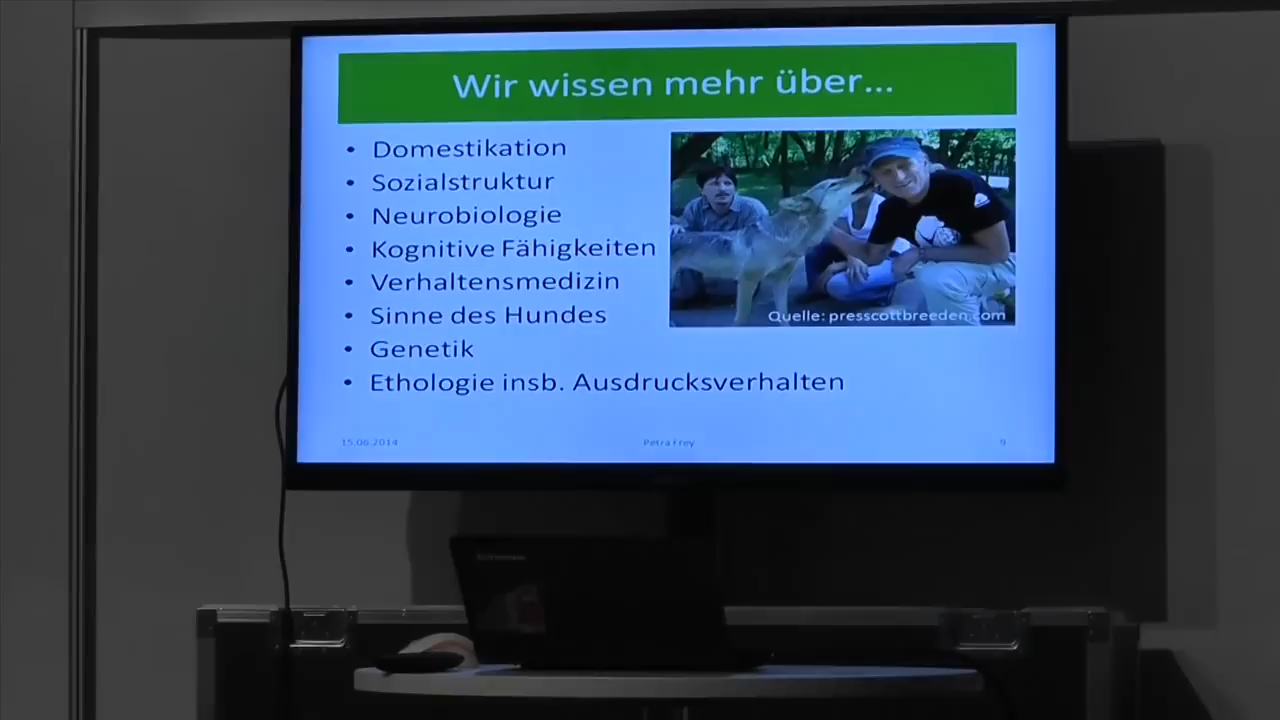 Wir wissen mehr über...
• Domestikation
• Sozialstruktur
• Neurobiologie
• Kognitive Fähigkeiten
• Verhaltensmedizin
• Sinne des Hundes
• Genetik
• Ethologie insb. Ausdrucksverhalten
Quelle: presscottbreeden.com
15.06.2014 Petra Frey 9